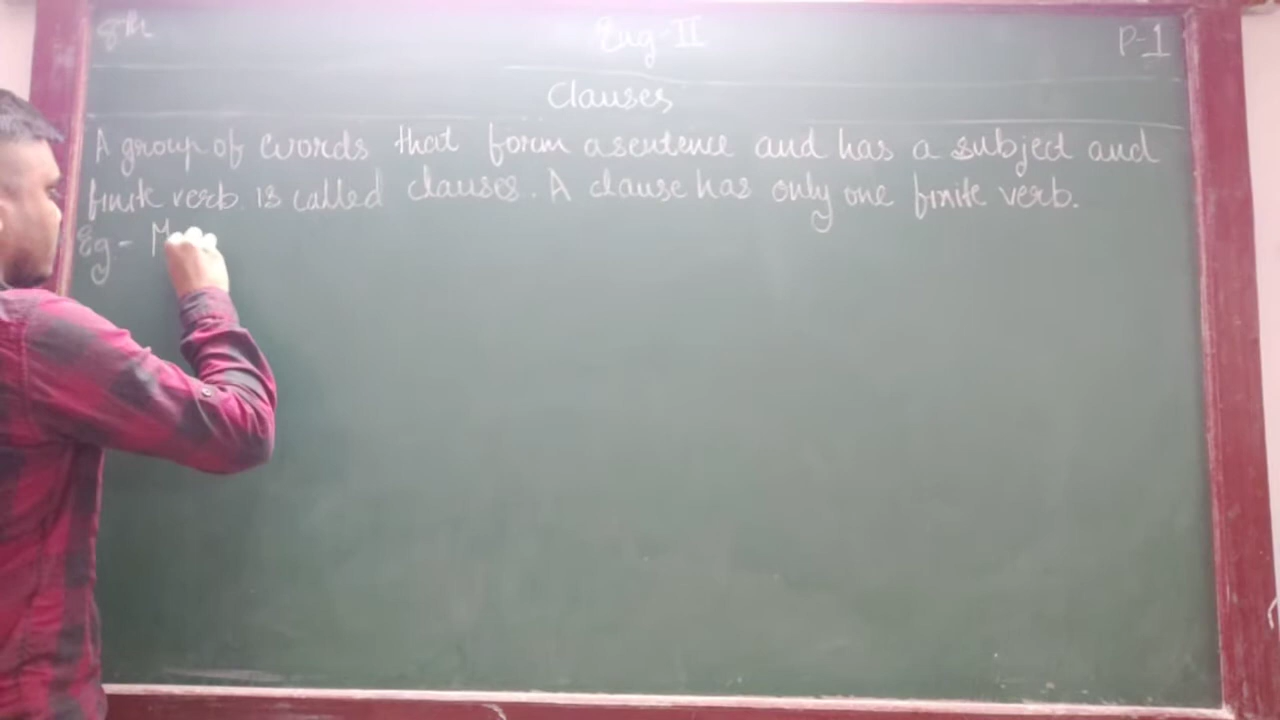 8th Eng-II P-1
Clauses
A group of words that form a sentence and has a subject and
finite verb is called clauses. A clause has only one finite verb.
Eg - M